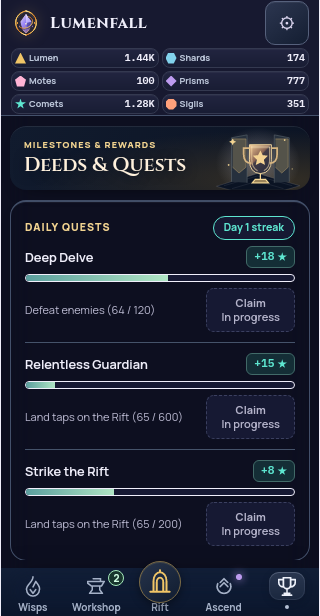 LUMENFALL
Lumen 1.44K
Shards 174
Motes 100
Prisms 777
Comets 1.28K
Sigils 351
MILESTONES & REWARDS
DEEDS & QUESTS
DAILY QUESTS
Day 1 streak
Deep Delve
+18 ★
Defeat enemies (64 / 120)
Claim
In progress
Relentless Guardian
+15 ★
Land taps on the Rift (65 / 600)
Claim
In progress
Strike the Rift
+8 ★
Land taps on the Rift (65 / 200)
Claim
In progress
2
Wisps
Workshop
Rift
Ascend